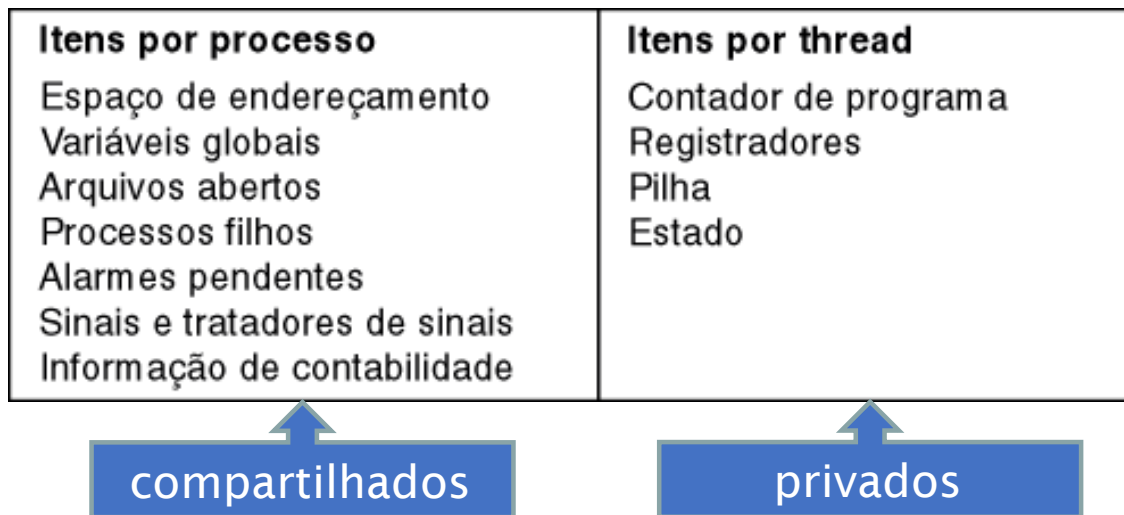 Itens por processo
Espaço de endereçamento
Variáveis globais
Arquivos abertos
Processos filhos
Alarmes pendentes
Sinais e tratadores de sinais
Informação de contabilidade
Itens por thread
Contador de programa
Registradores
Pilha
Estado
compartilhados
privados